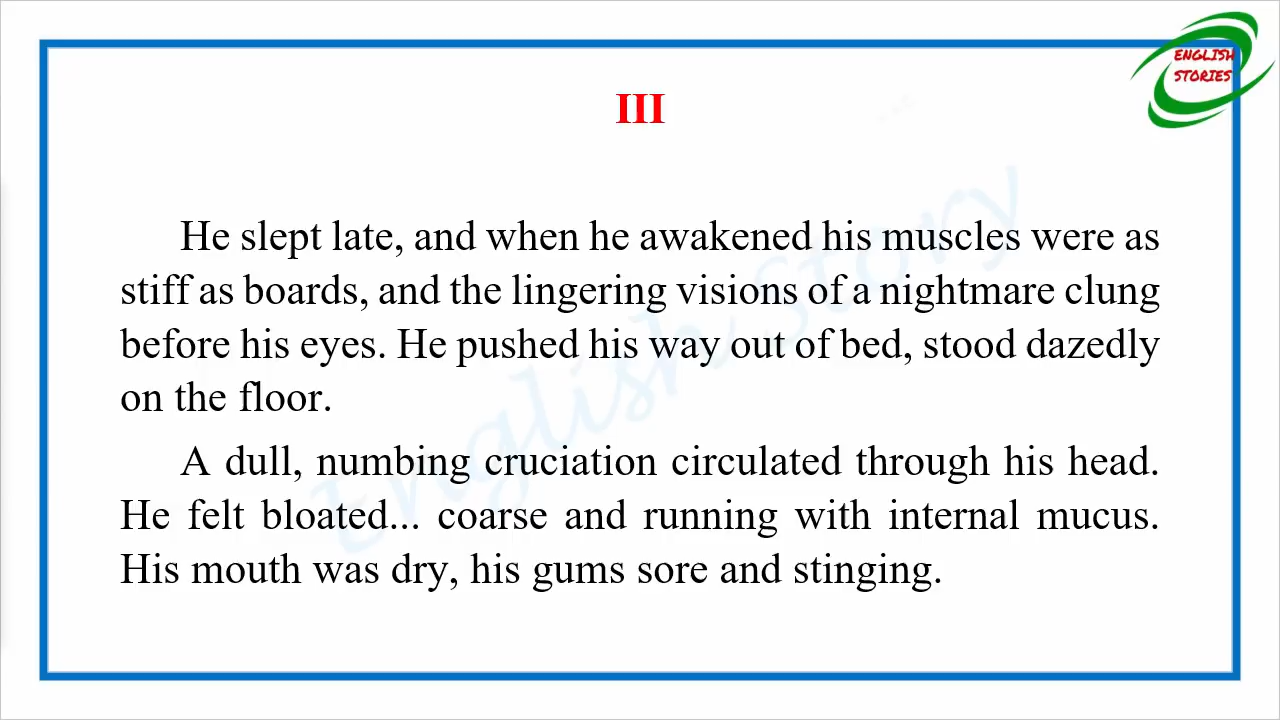 ENGLISH
STORIES
III
He slept late, and when he awakened his muscles were as
stiff as boards, and the lingering visions of a nightmare clung
before his eyes. He pushed his way out of bed, stood dazedly
on the floor.
A dull, numbing cruciation circulated through his head.
He felt bloated... coarse and running with internal mucus.
His mouth was dry, his gums sore and stinging.
English Story